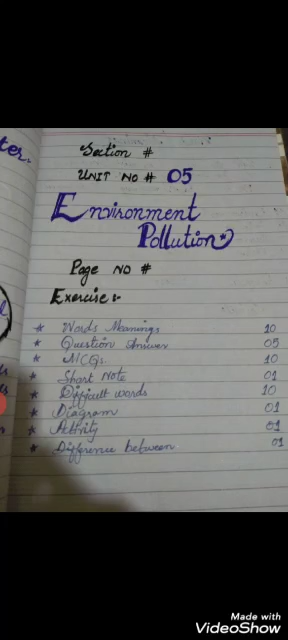 ter.
Section #
UNIT NO # 05
Environment
Pollution
Page NO #
Exercise:-
* Words Meanings 10
* Question Answer 05
* MCQs 10
* Short Note 01
* Difficult words 10
* Diagram 01
* Activity 01
* Difference between 01
Made with
VideoShow